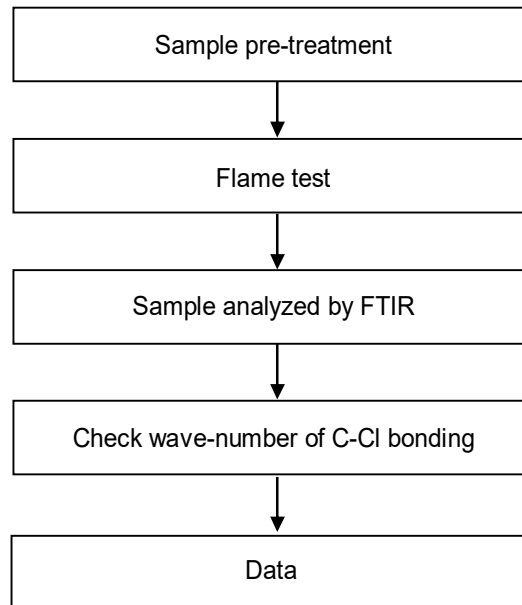 Sample pre-treatment
Flame test
Sample analyzed by FTIR
Check wave-number of C-Cl bonding
Data